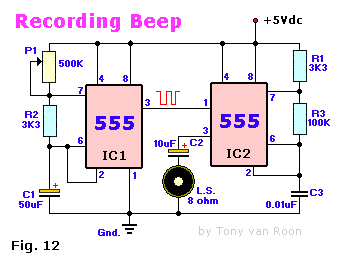 Recording Beep
+5Vdc
P1
500K
4
8
4
8
R1
3K3
7
7
3
1
555
555
R2
3K3
R3
100K
3
10uF
C2
6
IC1
IC2
6
2
1
2
C1
50uF
L.S.
8 ohm
C3
0.01uF
Gnd.
by Tony van Roon
Fig. 12